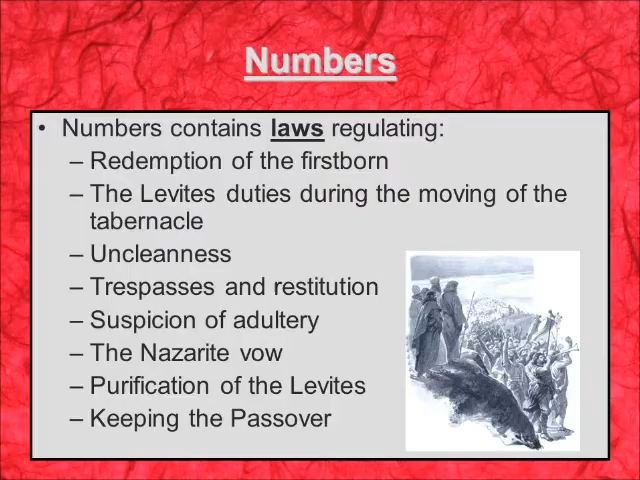 Numbers
• Numbers contains laws regulating:
– Redemption of the firstborn
– The Levites duties during the moving of the
tabernacle
– Uncleanness
– Trespasses and restitution
– Suspicion of adultery
– The Nazarite vow
– Purification of the Levites
– Keeping the Passover